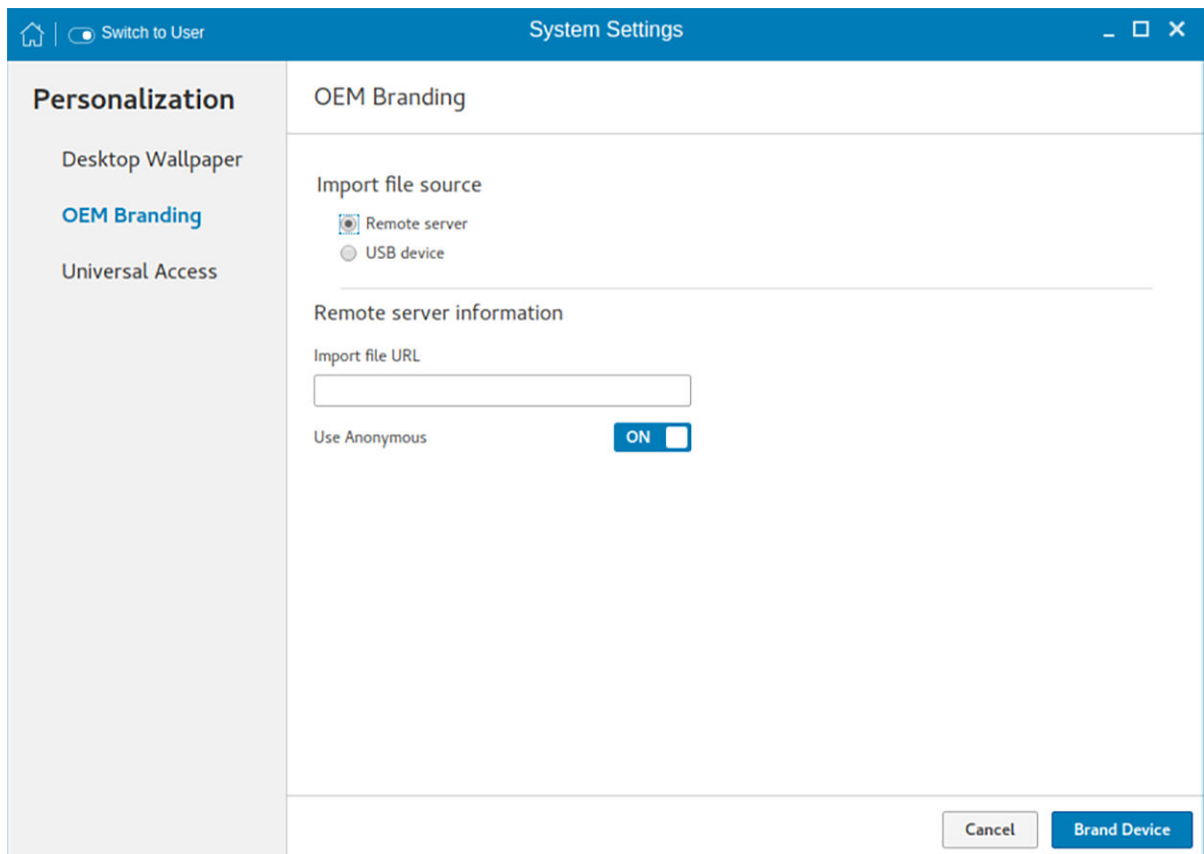 Switch to User
System Settings
Personalization
Desktop Wallpaper
OEM Branding
Universal Access
OEM Branding
Import file source
Remote server
USB device
Remote server information
Import file URL
Use Anonymous
ON
Cancel
Brand Device